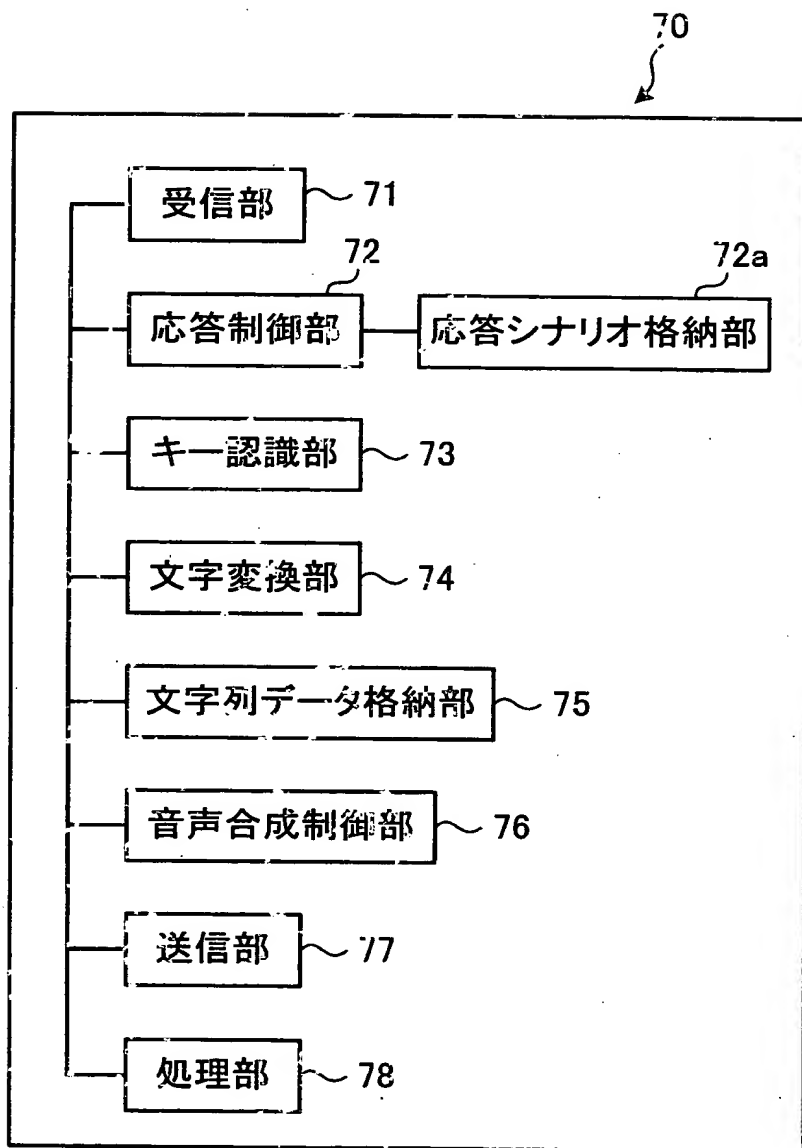 70
受信部 71
72 72a
応答制御部 応答シナリオ格納部
キー認識部 73
文字変換部 74
文字列データ格納部 75
音声合成制御部 76
送信部 77
処理部 78